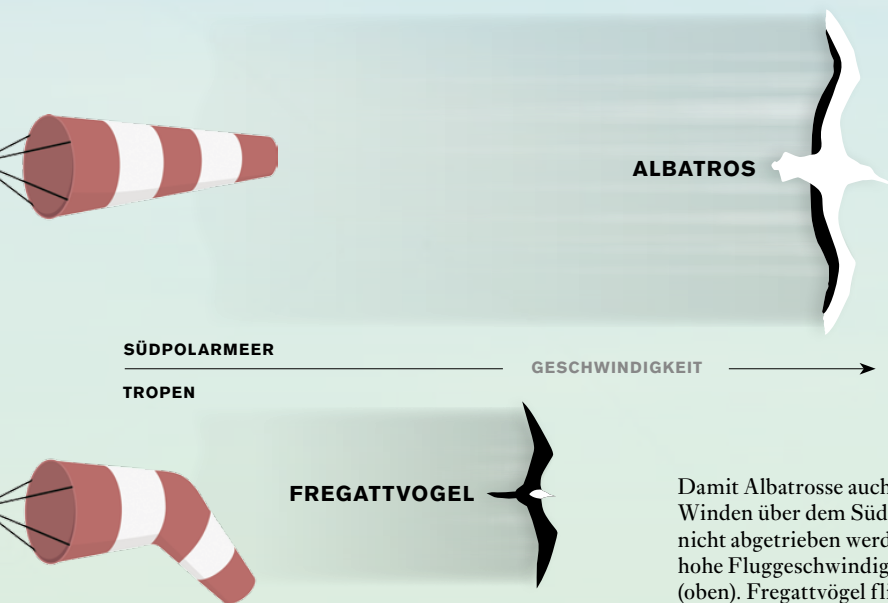 ALBATROS
SÜDPOLARMEER
GESCHWINDIGKEIT
TROPEN
FREGATTVOGEL
Damit Albatrosse auch
Winden über dem Süd
nicht abgetrieben werd
hohe Fluggeschwindig
(oben). Fregattvögel fli